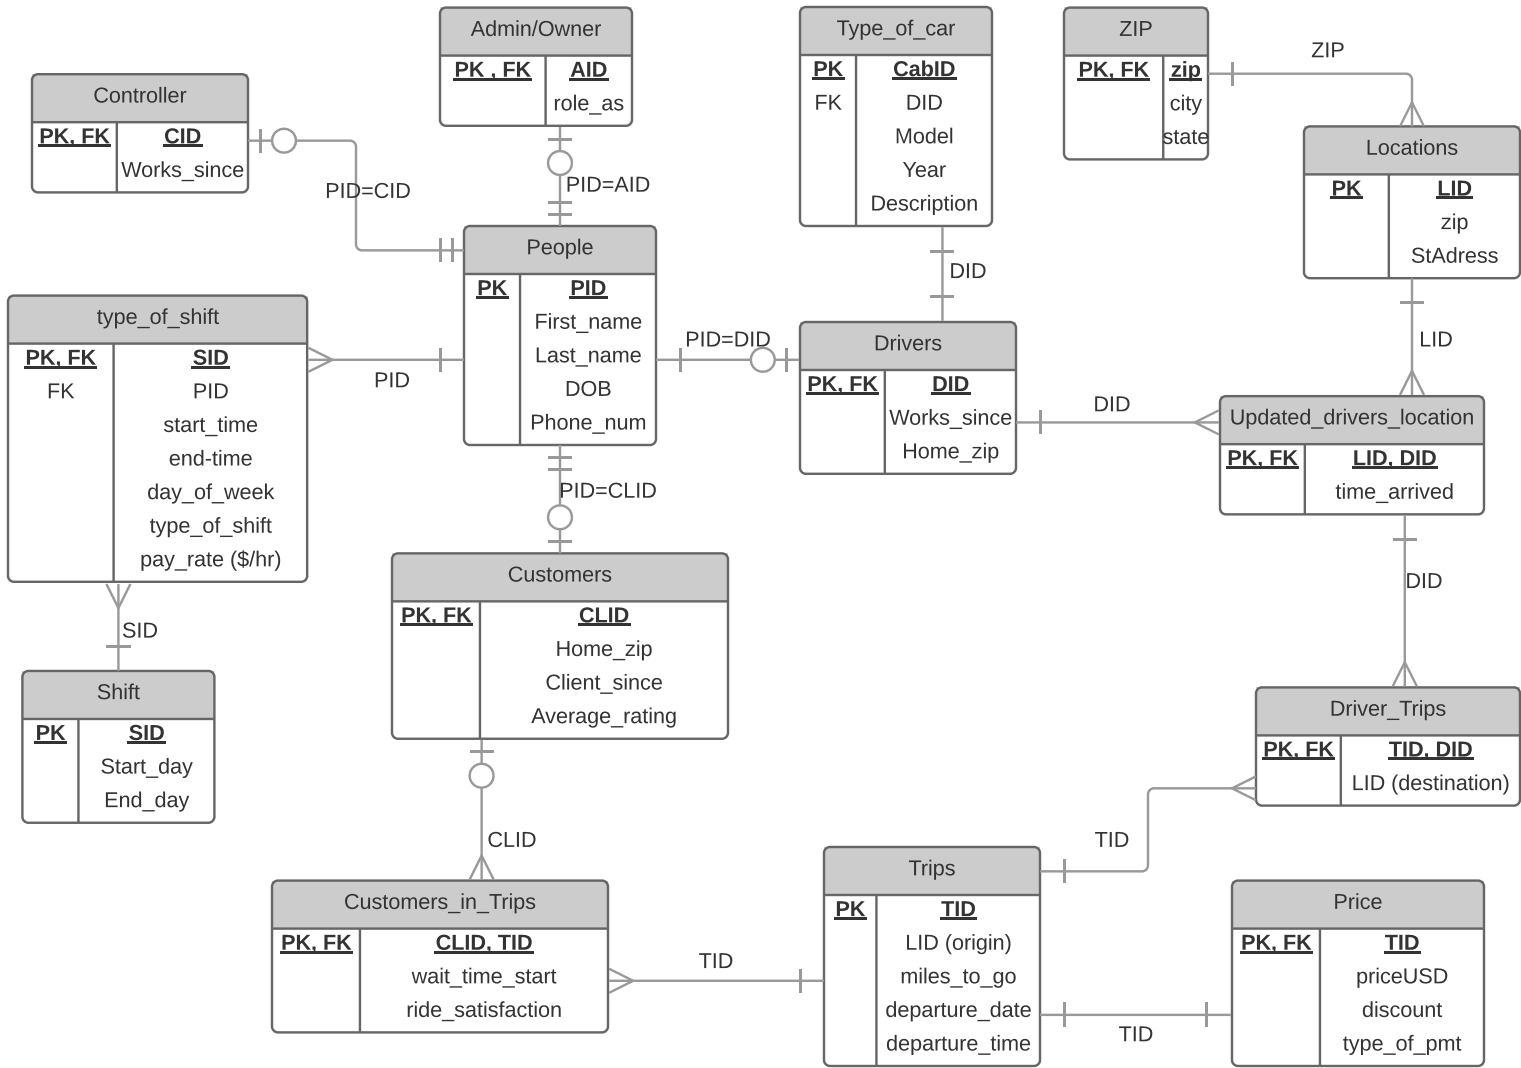 Admin/Owner
PK , FK AID
role_as
Type_of_car
PK CabID
FK DID
Model
Year
Description
ZIP
PK, FK zip
city
state
ZIP
Controller
PK, FK CID
Works_since
PID=CID
PID=AID
DID
Locations
PK LID
zip
StAdress
People
PK PID
First_name
Last_name
DOB
Phone_num
type_of_shift
PK, FK SID
FK PID
start_time
end-time
day_of_week
type_of_shift
pay_rate ($/hr)
PID
PID=DID
Drivers
PK, FK DID
Works_since
Home_zip
DID
LID
Updated_drivers_location
PK, FK LID, DID
time_arrived
PID=CLID
Customers
PK, FK CLID
Home_zip
Client_since
Average_rating
SID
Shift
PK SID
Start_day
End_day
DID
Driver_Trips
PK, FK TID, DID
LID (destination)
CLID
TID
Customers_in_Trips
PK, FK CLID, TID
wait_time_start
ride_satisfaction
TID
Trips
PK TID
LID (origin)
miles_to_go
departure_date
departure_time
TID
Price
PK, FK TID
priceUSD
discount
type_of_pmt